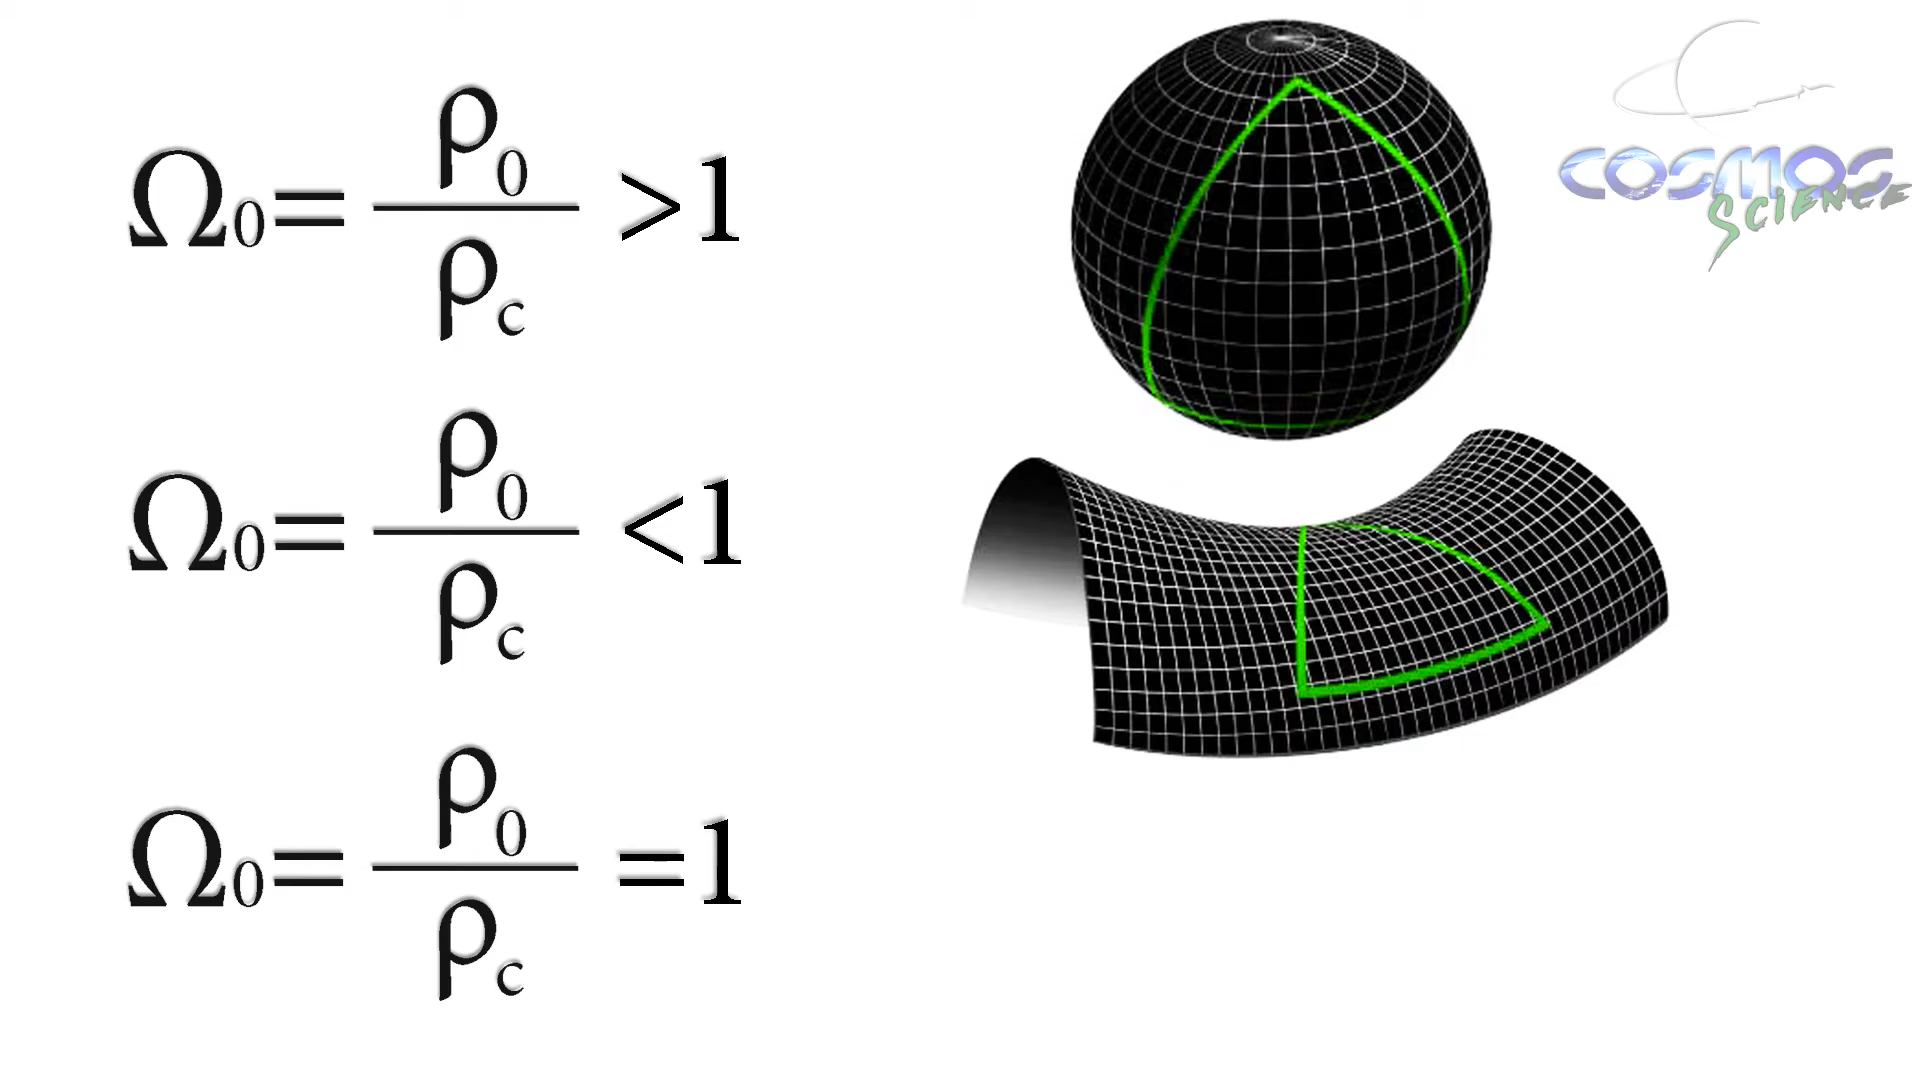 Ω₀ = ρ₀ / ρc > 1
Ω₀ = ρ₀ / ρc < 1
Ω₀ = ρ₀ / ρc = 1
COSMOS
SCIENCE